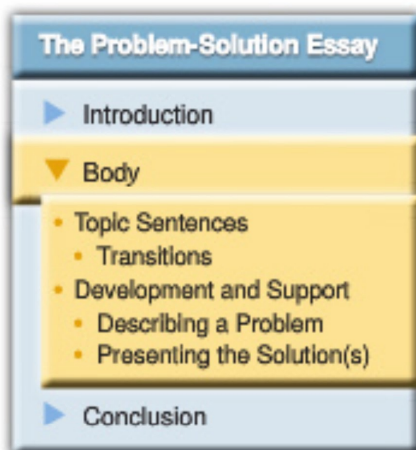 The Problem-Solution Essay
Introduction
Body
Topic Sentences
Transitions
Development and Support
Describing a Problem
Presenting the Solution(s)
Conclusion